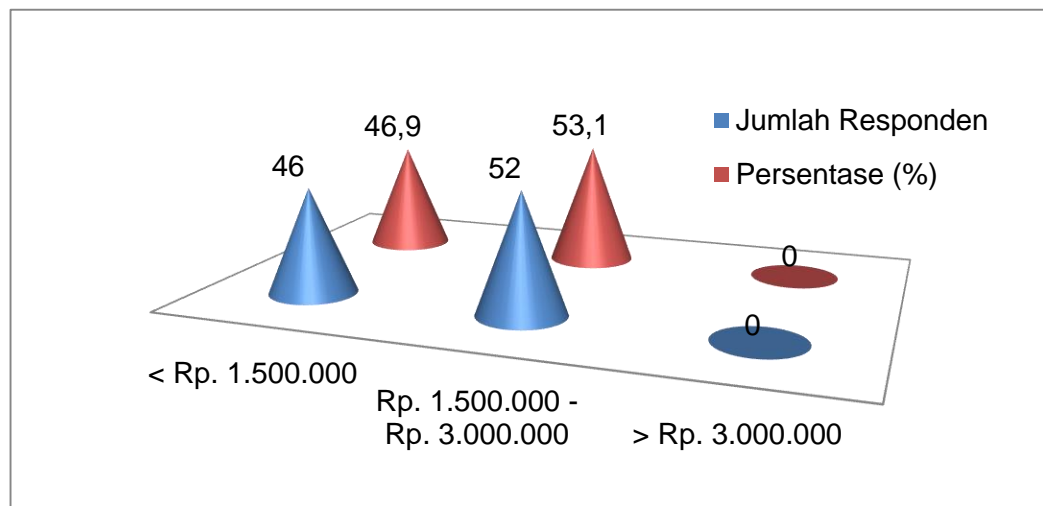 46,9
53,1
46
52
Jumlah Responden
Persentase (%)
0
0
< Rp. 1.500.000
Rp. 1.500.000 -
Rp. 3.000.000
> Rp. 3.000.000